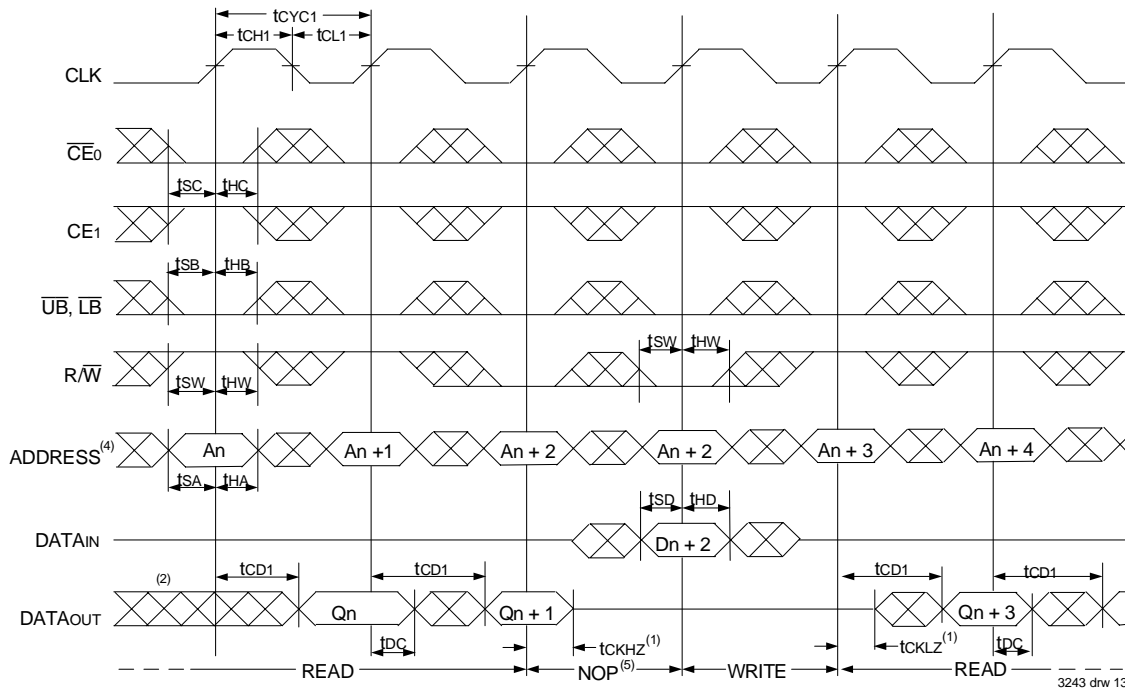 tCYC1
tCH1 tCL1
CLK
CE0
tSC tHC
CE1
tSB tHB
UB, LB
tSW tHW
R/W
tSW tHW
ADDRESS(4) An An +1 An + 2 An + 2 An + 3 An + 4
tSA tHA
tSD tHD
DATAIN Dn + 2
tCD1 tCD1 tCD1 tCD1
(2)
DATAOUT Qn Qn + 1 Qn + 3
tDC tCKHZ(1) tCKLZ(1) tDC
READ NOP(5) WRITE READ
3243 drw 13